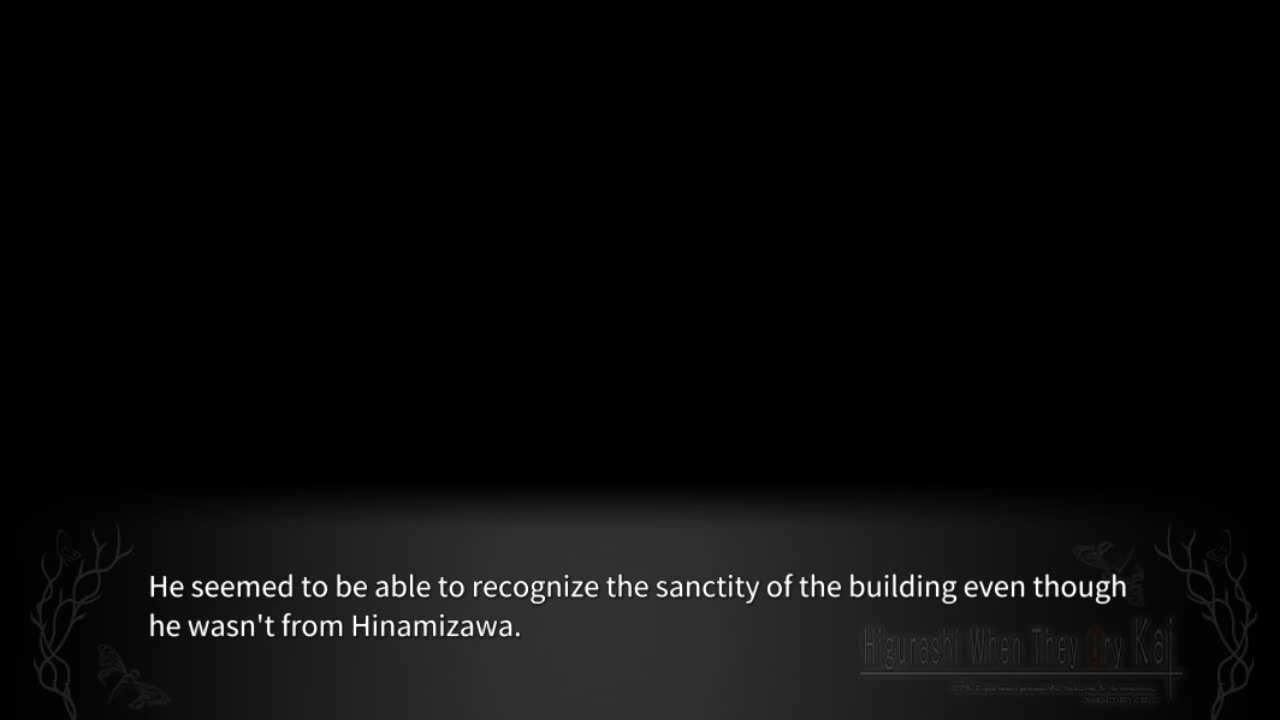 He seemed to be able to recognize the sanctity of the building even though
he wasn't from Hinamizawa.
Higurashi When They Cry Kai